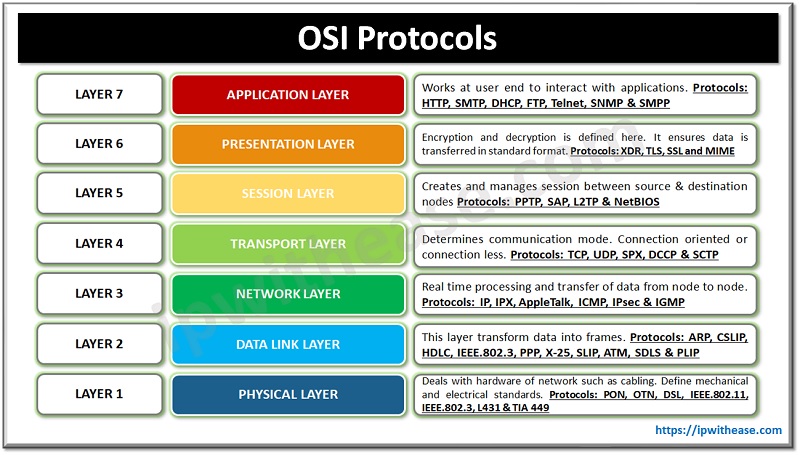 OSI Protocols
LAYER 7
APPLICATION LAYER
Works at user end to interact with applications. Protocols:
HTTP, SMTP, DHCP, FTP, Telnet, SNMP & SMPP
LAYER 6
PRESENTATION LAYER
Encryption and decryption is defined here. It ensures data is
transferred in standard format. Protocols: XDR, TLS, SSL and MIME
LAYER 5
SESSION LAYER
Creates and manages session between source & destination
nodes Protocols: PPTP, SAP, L2TP & NetBIOS
LAYER 4
TRANSPORT LAYER
Determines communication mode. Connection oriented or
connection less. Protocols: TCP, UDP, SPX, DCCP & SCTP
LAYER 3
NETWORK LAYER
Real time processing and transfer of data from node to node.
Protocols: IP, IPX, AppleTalk, ICMP, IPsec & IGMP
LAYER 2
DATA LINK LAYER
This layer transform data into frames. Protocols: ARP, CSLIP,
HDLC, IEEE.802.3, PPP, X-25, SLIP, ATM, SDLS & PLIP
LAYER 1
PHYSICAL LAYER
Deals with hardware of network such as cabling. Define mechanical
and electrical standards. Protocols: PON, OTN, DSL, IEEE.802.11,
IEEE.802.3, L431 & TIA 449
https://ipwithease.com
ipwithease.com